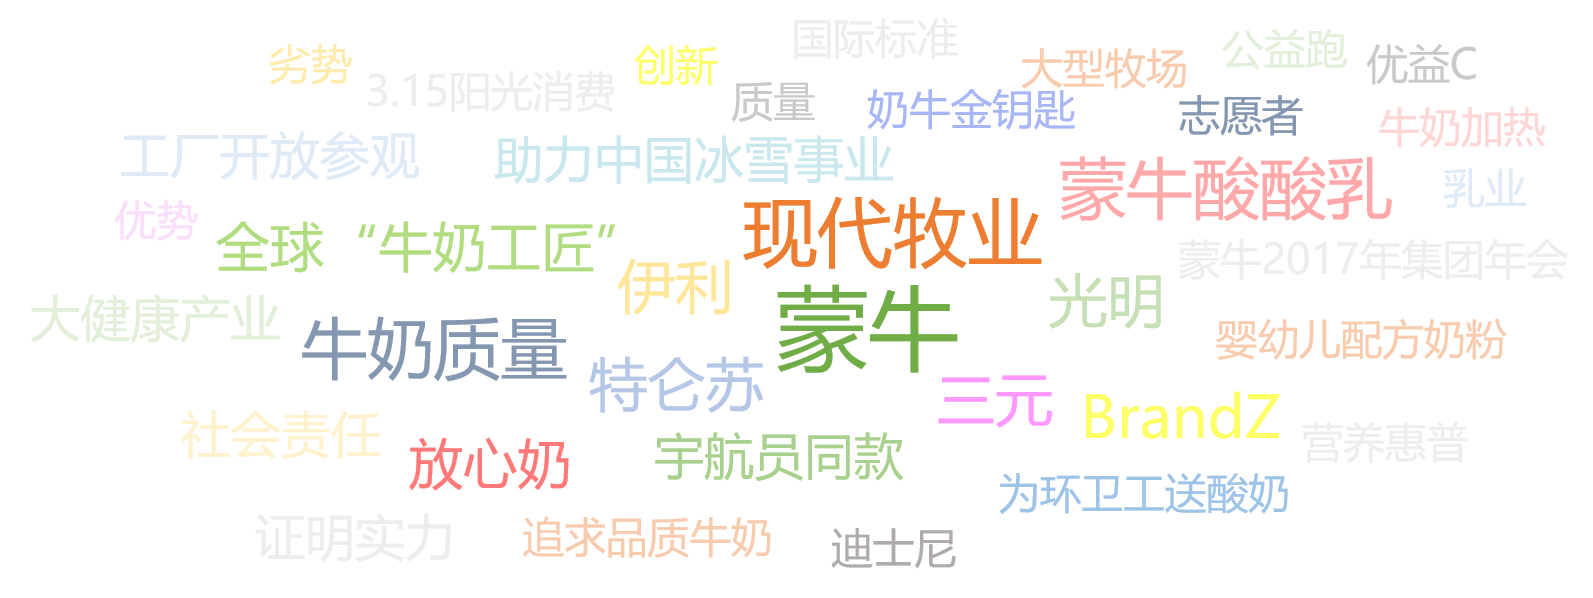 国际标准
劣势
创新
大型牧场
公益跑
优益C
3.15阳光消费
质量
奶牛金钥匙
志愿者
牛奶加热
工厂开放参观
助力中国冰雪事业
蒙牛酸酸乳
乳业
优势
全球“牛奶工匠”
现代牧业
蒙牛2017年集团年会
伊利
光明
大健康产业
牛奶质量
蒙牛
婴幼儿配方奶粉
特仑苏
三元
BrandZ
社会责任
放心奶
宇航员同款
营养惠普
为环卫工送酸奶
证明实力
追求品质牛奶
迪士尼